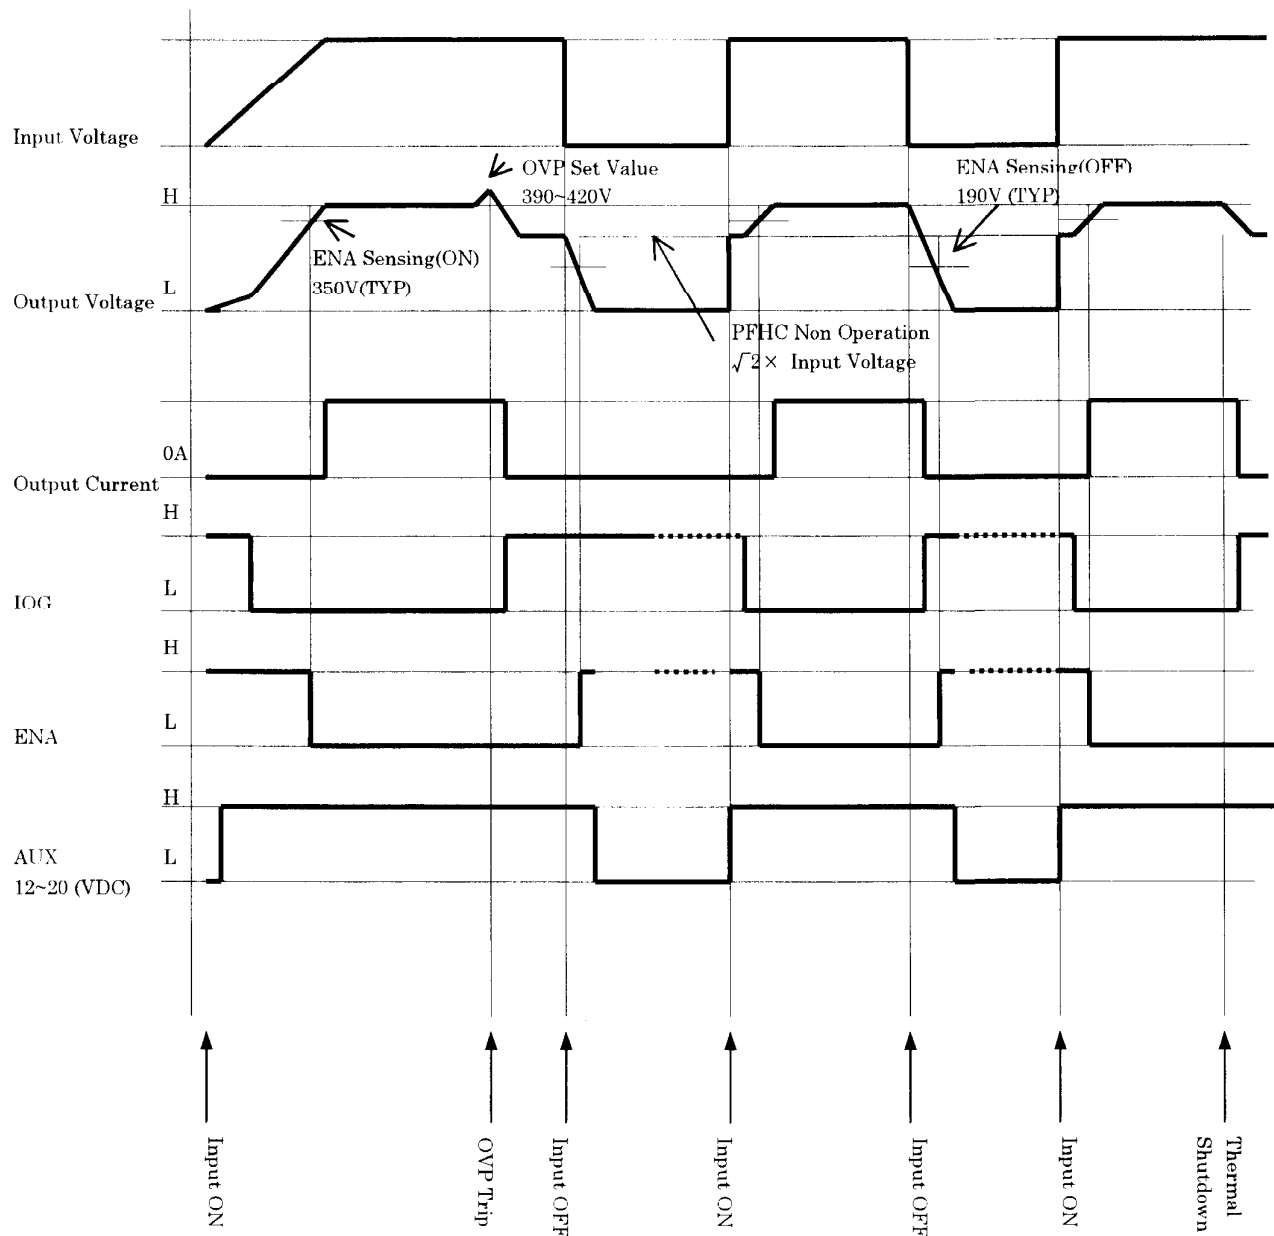 Input Voltage
OVP Set Value
390~420V
ENA Sensing(OFF)
190V (TYP)
H
ENA Sensing(ON)
350V(TYP)
L
Output Voltage
PFHC Non Operation
√2× Input Voltage
0A
Output Current
H
L
IOG
H
L
ENA
H
L
AUX
12~20 (VDC)
Input ON
OVP Trip
Input OFF
Input ON
Input OFF
Input ON
Thermal
Shutdown